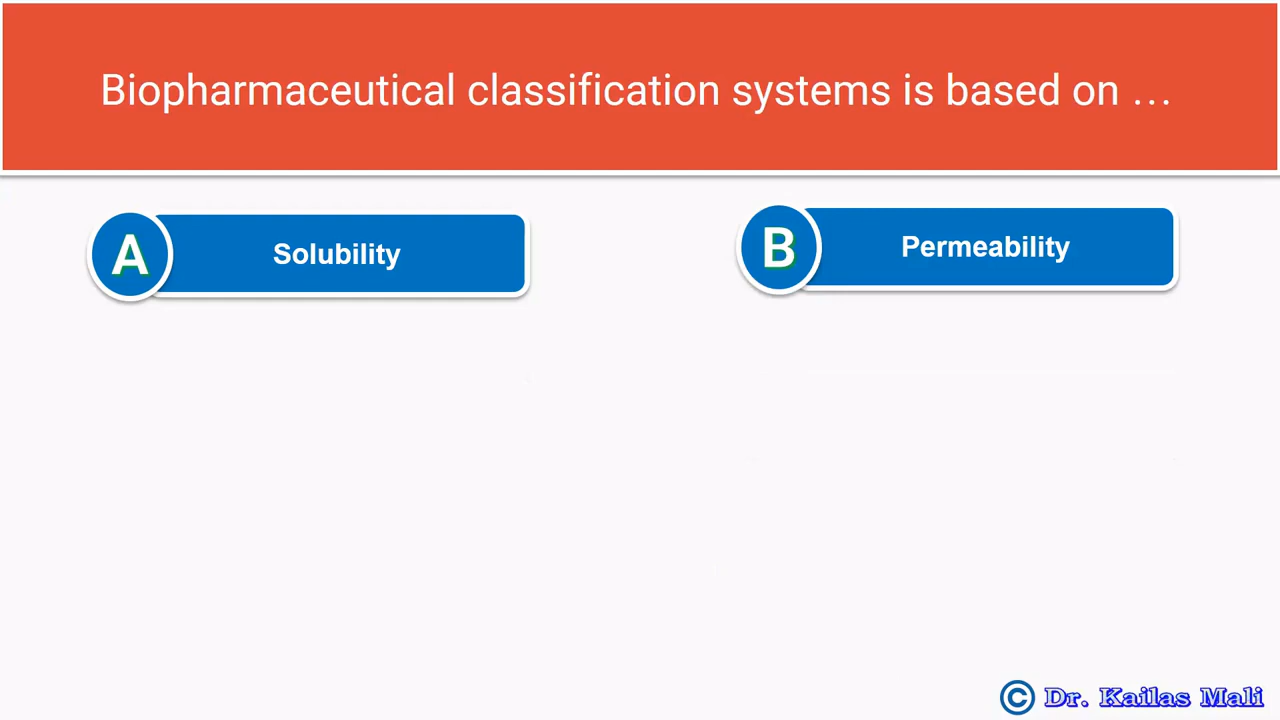 Biopharmaceutical classification systems is based on …
A Solubility
B Permeability
© Dr. Kailas Mali